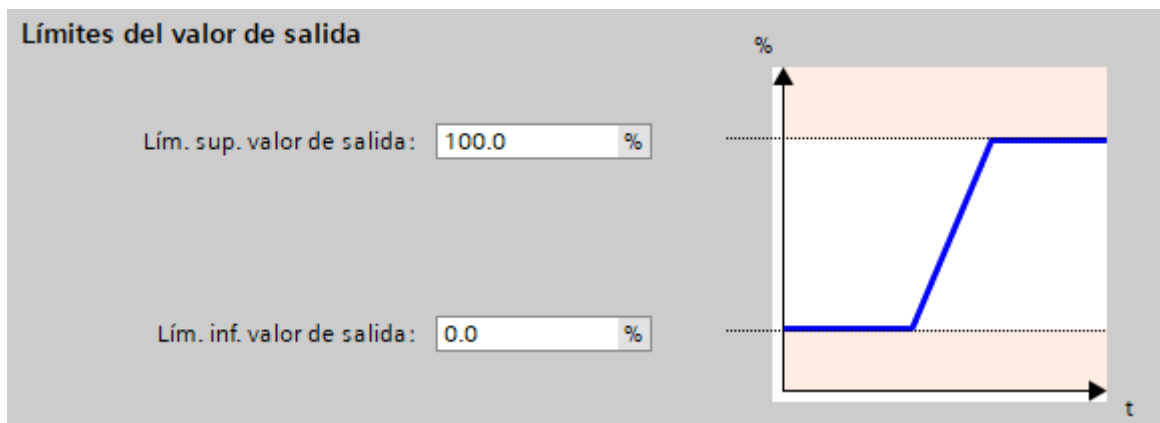 Límites del valor de salida
%
Lím. sup. valor de salida: 100.0 %
Lím. inf. valor de salida: 0.0 %
t